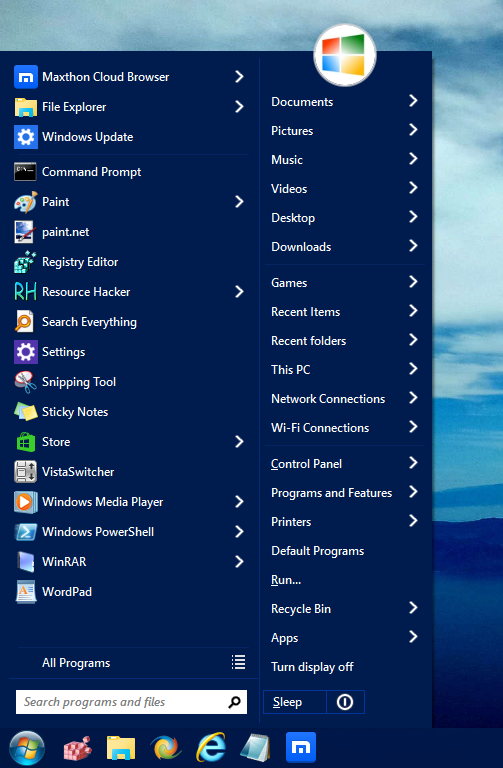 Maxthon Cloud Browser
File Explorer
Windows Update
Command Prompt
Paint
paint.net
Registry Editor
RH Resource Hacker
Search Everything
Settings
Snipping Tool
Sticky Notes
Store
VistaSwitcher
Windows Media Player
Windows PowerShell
WinRAR
WordPad
All Programs
Search programs and files
Documents
Pictures
Music
Videos
Desktop
Downloads
Games
Recent Items
Recent folders
This PC
Network Connections
Wi-Fi Connections
Control Panel
Programs and Features
Printers
Default Programs
Run...
Recycle Bin
Apps
Turn display off
Sleep